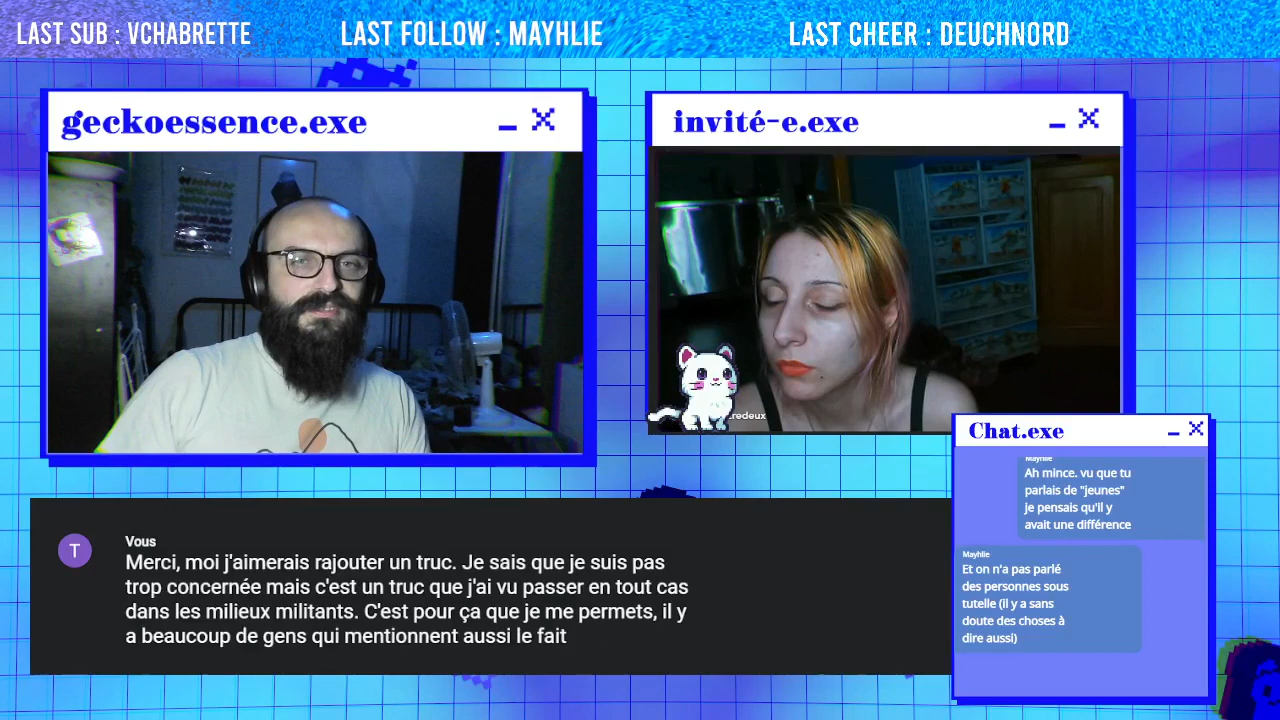 LAST SUB : VCHABRETTE
LAST FOLLOW : MAYHLIE
LAST CHEER : DEUCHNORD
geckoessence.exe
invité-e.exe
.redeux
Chat.exe
Mayhlie
Ah mince. vu que tu
parlais de "jeunes"
je pensais qu'il y
avait une différence
Mayhlie
Et on n'a pas parlé
des personnes sous
tutelle (il y a sans
doute des choses à
dire aussi)
T
Vous
Merci, moi j'aimerais rajouter un truc. Je sais que je suis pas
trop concernée mais c'est un truc que j'ai vu passer en tout cas
dans les milieux militants. C'est pour ça que je me permets, il y
a beaucoup de gens qui mentionnent aussi le fait